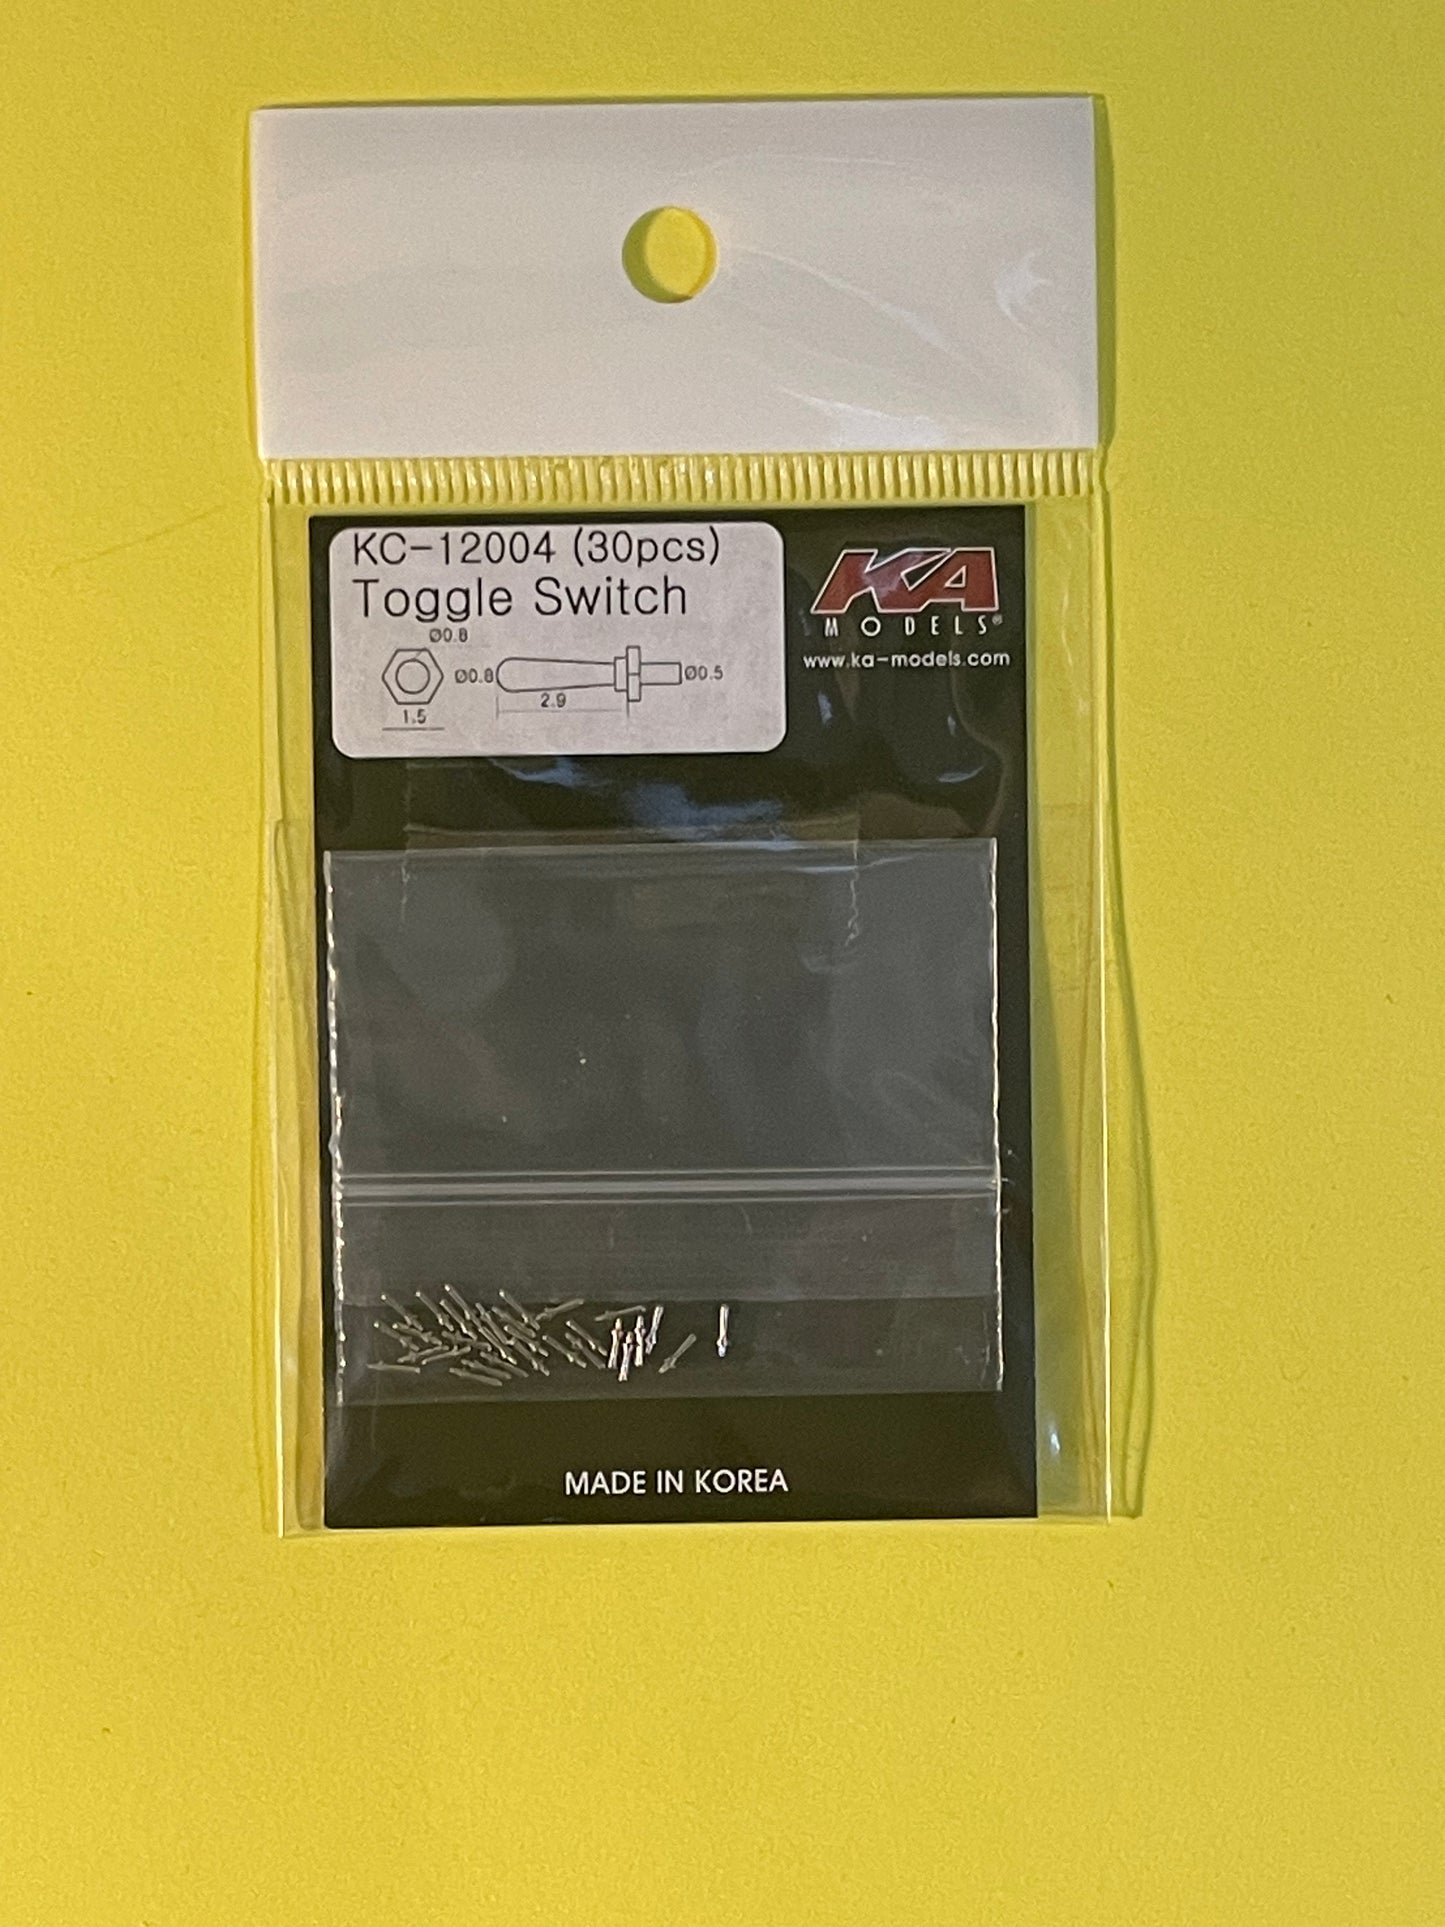 KC-12004 (30pcs)
Toggle Switch
Ø0.8
Ø0.8
Ø0.5
2.9
1.5
KA
MODELS®
www.ka-models.com
MADE IN KOREA